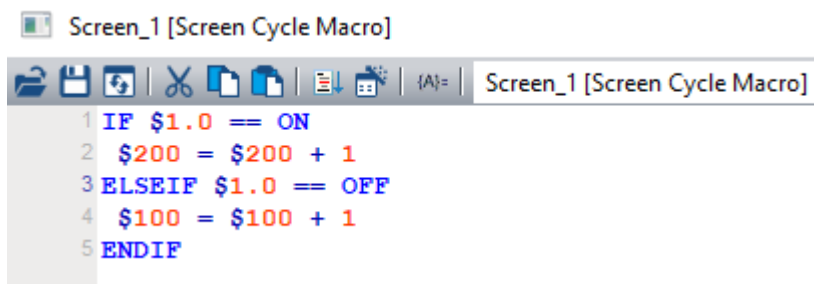 Screen_1 [Screen Cycle Macro]
{A}= Screen_1 [Screen Cycle Macro]
1 IF $1.0 == ON
2 $200 = $200 + 1
3 ELSEIF $1.0 == OFF
4 $100 = $100 + 1
5 ENDIF